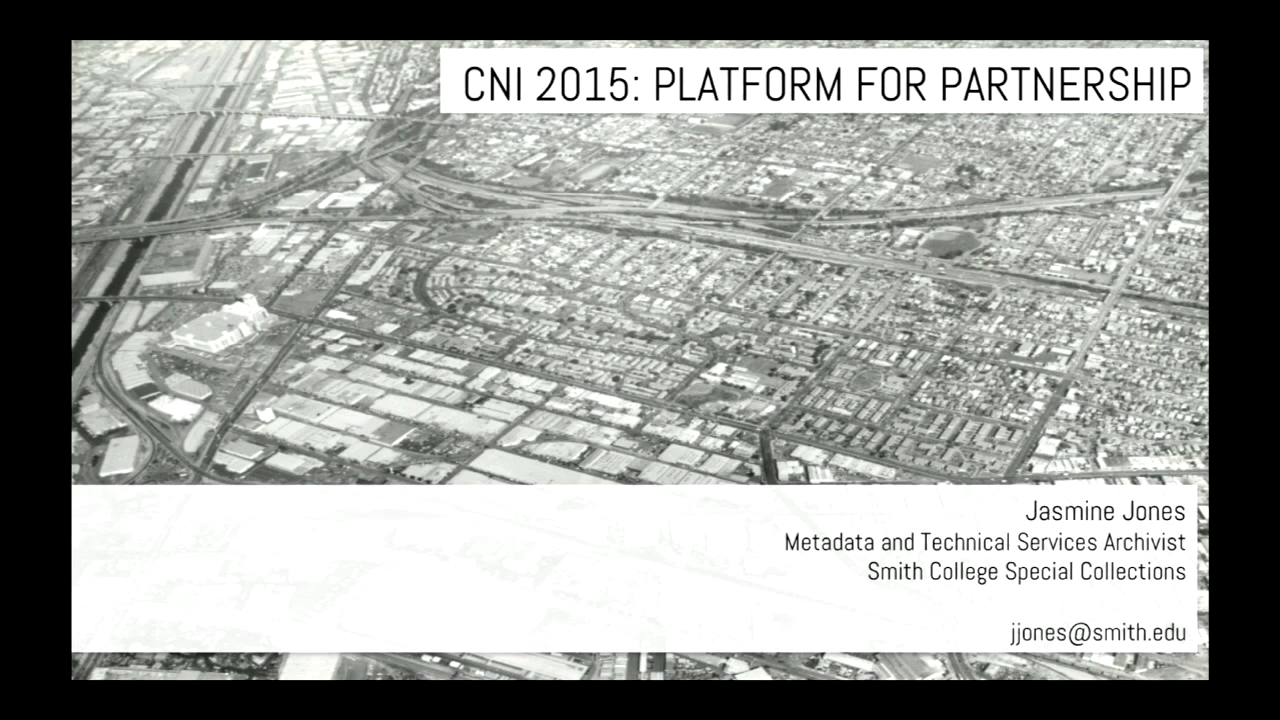 CNI 2015: PLATFORM FOR PARTNERSHIP
Jasmine Jones
Metadata and Technical Services Archivist
Smith College Special Collections
jjones@smith.edu